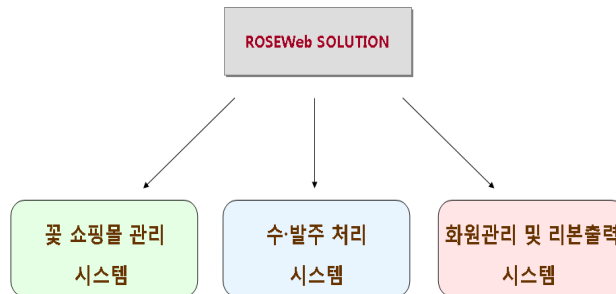 ROSEWeb SOLUTION
꽃 쇼핑몰 관리
시스템
수·발주 처리
시스템
화원관리 및 리본출력
시스템